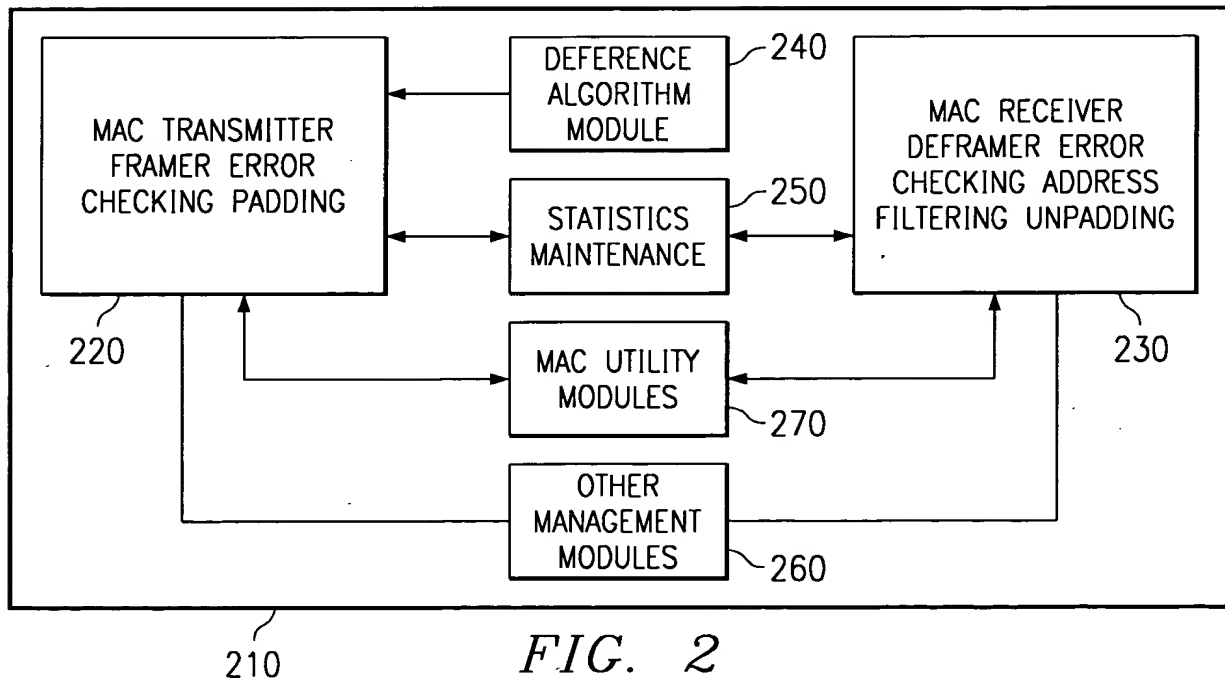 MAC TRANSMITTER
FRAMER ERROR
CHECKING PADDING
220
DEFERENCE
ALGORITHM
MODULE
240
STATISTICS
MAINTENANCE
250
MAC UTILITY
MODULES
270
OTHER
MANAGEMENT
MODULES
260
MAC RECEIVER
DEFRAMER ERROR
CHECKING ADDRESS
FILTERING UNPADDING
230
210
FIG. 2